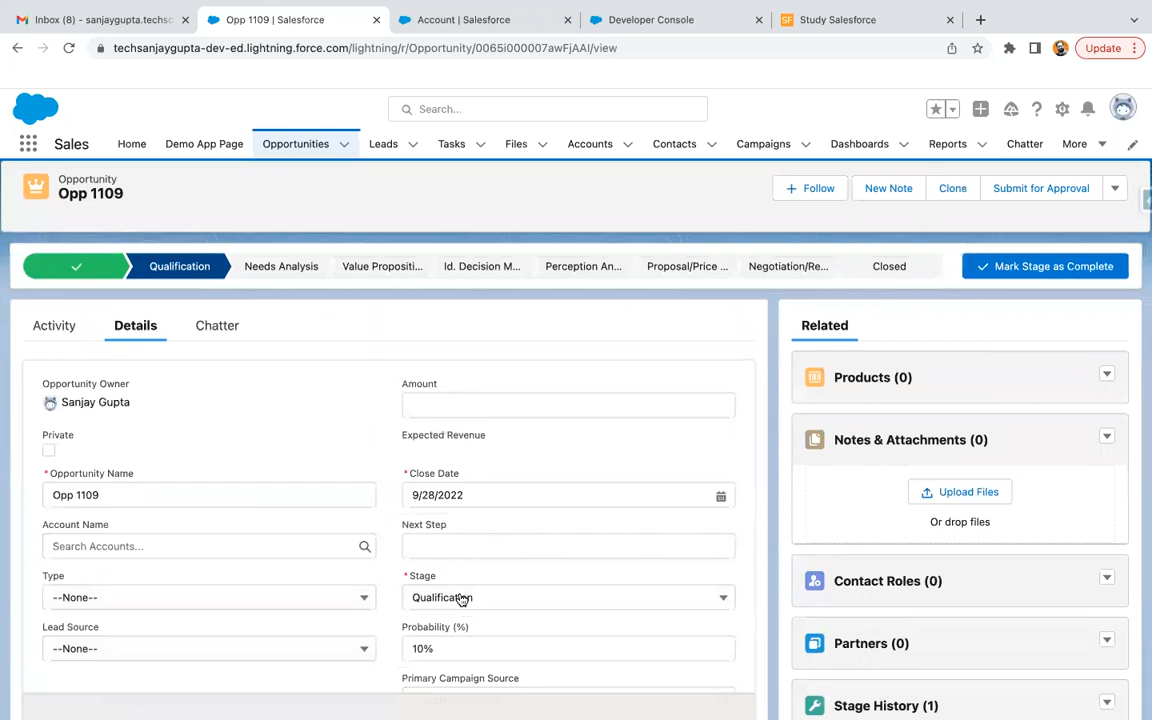 Inbox (8) - sanjaygupta.techsc
Opp 1109 | Salesforce
Account | Salesforce
Developer Console
SF Study Salesforce
techsanjaygupta-dev-ed.lightning.force.com/lightning/r/Opportunity/0065i000007awFjAAI/view
Update
Search...
Sales Home Demo App Page Opportunities Leads Tasks Files Accounts Contacts Campaigns Dashboards Reports Chatter More
Opportunity
Opp 1109
Follow New Note Clone Submit for Approval
Qualification Needs Analysis Value Propositi... Id. Decision M... Perception An... Proposal/Price ... Negotiation/Re... Closed Mark Stage as Complete
Activity Details Chatter
Opportunity Owner
Sanjay Gupta
Private
*Opportunity Name
Opp 1109
Account Name
Search Accounts...
Type
--None--
Lead Source
--None--
Amount
Expected Revenue
*Close Date
9/28/2022
Next Step
*Stage
Qualification
Probability (%)
10%
Primary Campaign Source
Related
Products (0)
Notes & Attachments (0)
Upload Files
Or drop files
Contact Roles (0)
Partners (0)
Stage History (1)